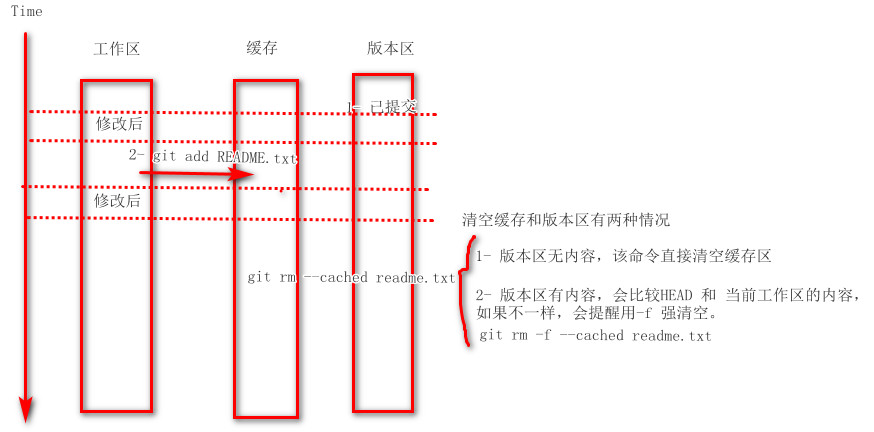 Time
工作区
缓存
版本区
1- 已提交
修改后
2- git add README.txt
修改后
清空缓存和版本区有两种情况
1- 版本区无内容，该命令直接清空缓存区
git rm --cached readme.txt
2- 版本区有内容，会比较HEAD 和 当前工作区的内容，
如果不一样，会提醒用-f 强清空。
git rm -f --cached readme.txt